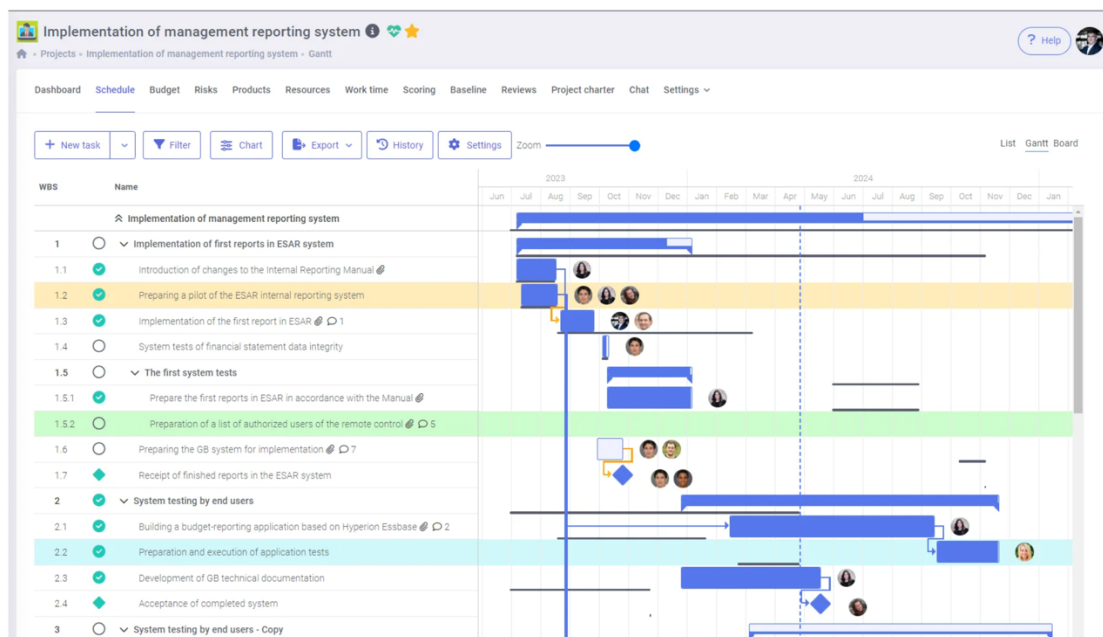 Implementation of management reporting system
Projects - Implementation of management reporting system - Gantt
? Help
Dashboard Schedule Budget Risks Products Resources Work time Scoring Baseline Reviews Project charter Chat Settings
+ New task Filter Chart Export History Settings Zoom List Gantt Board
WBS Name
2023 2024
Jun Jul Aug Sep Oct Nov Dec Jan Feb Mar Apr May Jun Jul Aug Sep Oct Nov Dec Jan
Implementation of management reporting system
1 Implementation of first reports in ESAR system
1.1 Introduction of changes to the Internal Reporting Manual
1.2 Preparing a pilot of the ESAR internal reporting system
1.3 Implementation of the first report in ESAR 1
1.4 System tests of financial statement data integrity
1.5 The first system tests
1.5.1 Prepare the first reports in ESAR in accordance with the Manual
1.5.2 Preparation of a list of authorized users of the remote control 5
1.6 Preparing the GB system for implementation 7
1.7 Receipt of finished reports in the ESAR system
2 System testing by end users
2.1 Building a budget-reporting application based on Hyperion Essbase 2
2.2 Preparation and execution of application tests
2.3 Development of GB technical documentation
2.4 Acceptance of completed system
3 System testing by end users - Copy